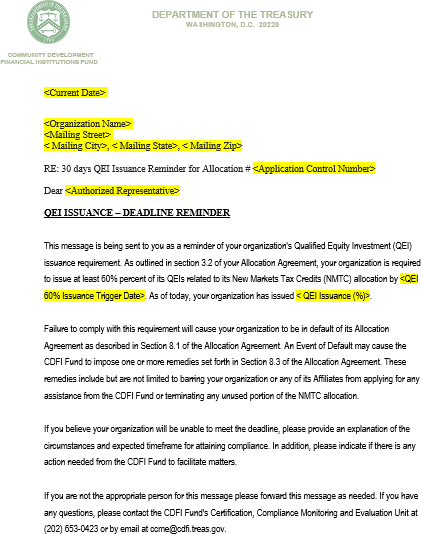 DEPARTMENT OF THE TREASURY
WASHINGTON, D.C. 20220
COMMUNITY DEVELOPMENT
FINANCIAL INSTITUTIONS FUND
<Current Date>
<Organization Name>
<Mailing Street>
< Mailing City>, < Mailing State>, < Mailing Zip>
RE: 30 days QEI Issuance Reminder for Allocation # <Application Control Number>
Dear <Authorized Representative>
QEI ISSUANCE – DEADLINE REMINDER
This message is being sent to you as a reminder of your organization's Qualified Equity Investment (QEI)
issuance requirement. As outlined in section 3.2 of your Allocation Agreement, your organization is required
to issue at least 60% percent of its QEIs related to its New Markets Tax Credits (NMTC) allocation by <QEI
60% Issuance Trigger Date>. As of today, your organization has issued < QEI Issuance (%)>.
Failure to comply with this requirement will cause your organization to be in default of its Allocation
Agreement as described in Section 8.1 of the Allocation Agreement. An Event of Default may cause the
CDFI Fund to impose one or more remedies set forth in Section 8.3 of the Allocation Agreement. These
remedies include but are not limited to barring your organization or any of its Affiliates from applying for any
assistance from the CDFI Fund or terminating any unused portion of the NMTC allocation.
If you believe your organization will be unable to meet the deadline, please provide an explanation of the
circumstances and expected timeframe for attaining compliance. In addition, please indicate if there is any
action needed from the CDFI Fund to facilitate matters.
If you are not the appropriate person for this message please forward this message as needed. If you have
any questions, please contact the CDFI Fund's Certification, Compliance Monitoring and Evaluation Unit at
(202) 653-0423 or by email at ccme@cdfi.treas.gov.